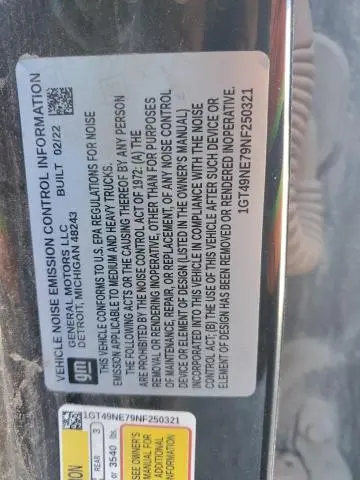 VEHICLE NOISE EMISSION CONTROL INFORMATION
BUILT 02/22
GENERAL MOTORS LLC
DETROIT, MICHIGAN 48243
gm
THIS VEHICLE CONFORMS TO U.S. EPA REGULATIONS FOR NOISE
EMISSION APPLICABLE TO MEDIUM AND HEAVY TRUCKS.
THE FOLLOWING ACTS OR THE CAUSING THEREOF BY ANY PERSON
ARE PROHIBITED BY THE NOISE CONTROL ACT OF 1972: (A) THE
REMOVAL OR RENDERING INOPERATIVE, OTHER THAN FOR PURPOSES
OF MAINTENANCE, REPAIR, OR REPLACEMENT, OF ANY NOISE CONTROL
DEVICE OR ELEMENT OF DESIGN (LISTED IN THE OWNER'S MANUAL)
INCORPORATED INTO THIS VEHICLE IN COMPLIANCE WITH THE NOISE
CONTROL ACT; (B) THE USE OF THIS VEHICLE AFTER SUCH DEVICE OR
ELEMENT OF DESIGN HAS BEEN REMOVED OR RENDERED INOPERATIVE.
1GT49NE79NF250321
1GT49NE79NF250321
REAR 3
or 3540 lbs.
SEE OWNER'S
MANUAL FOR
ADDITIONAL